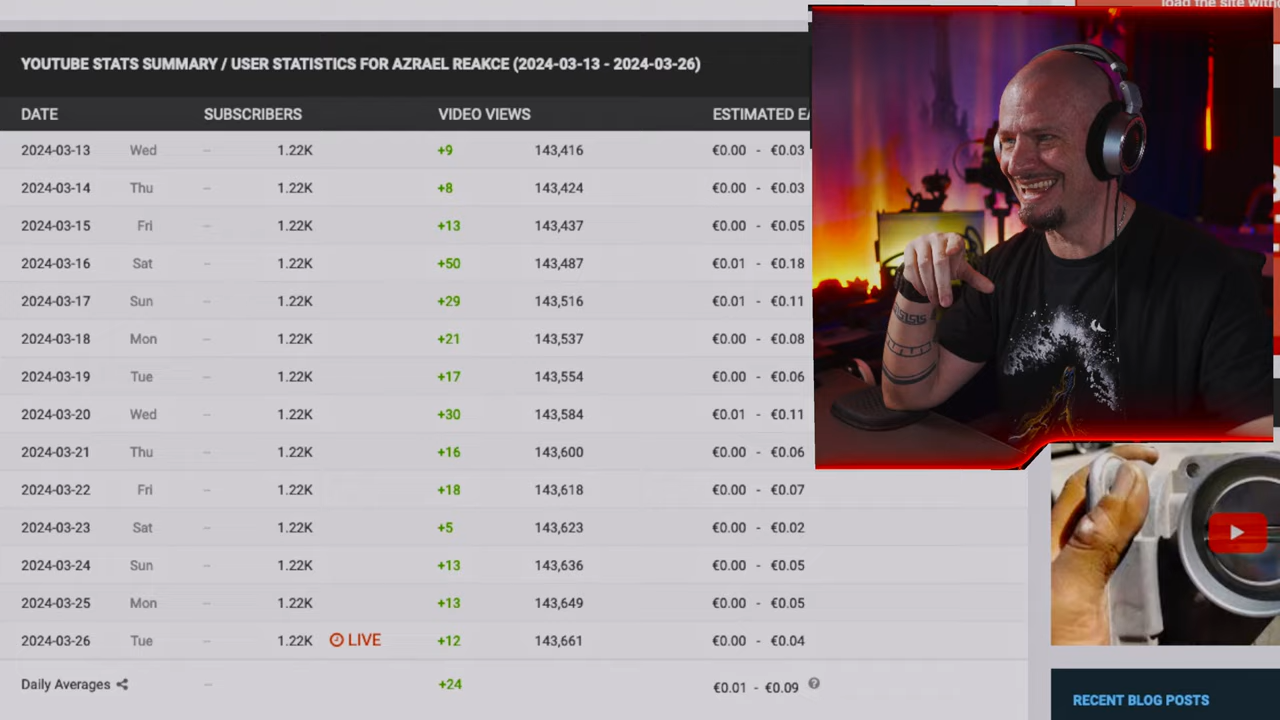 load the site
YOUTUBE STATS SUMMARY / USER STATISTICS FOR AZRAEL REAKCE (2024-03-13 - 2024-03-26)
DATE SUBSCRIBERS VIDEO VIEWS ESTIMATED
2024-03-13 Wed -- 1.22K +9 143,416 €0.00 - €0.03
2024-03-14 Thu -- 1.22K +8 143,424 €0.00 - €0.03
2024-03-15 Fri -- 1.22K +13 143,437 €0.00 - €0.05
2024-03-16 Sat -- 1.22K +50 143,487 €0.01 - €0.18
2024-03-17 Sun -- 1.22K +29 143,516 €0.01 - €0.11
2024-03-18 Mon -- 1.22K +21 143,537 €0.00 - €0.08
2024-03-19 Tue -- 1.22K +17 143,554 €0.00 - €0.06
2024-03-20 Wed -- 1.22K +30 143,584 €0.01 - €0.11
2024-03-21 Thu -- 1.22K +16 143,600 €0.00 - €0.06
2024-03-22 Fri -- 1.22K +18 143,618 €0.00 - €0.07
2024-03-23 Sat -- 1.22K +5 143,623 €0.00 - €0.02
2024-03-24 Sun -- 1.22K +13 143,636 €0.00 - €0.05
2024-03-25 Mon -- 1.22K +13 143,649 €0.00 - €0.05
2024-03-26 Tue -- 1.22K LIVE +12 143,661 €0.00 - €0.04
Daily Averages -- +24 €0.01 - €0.09
RECENT BLOG POSTS